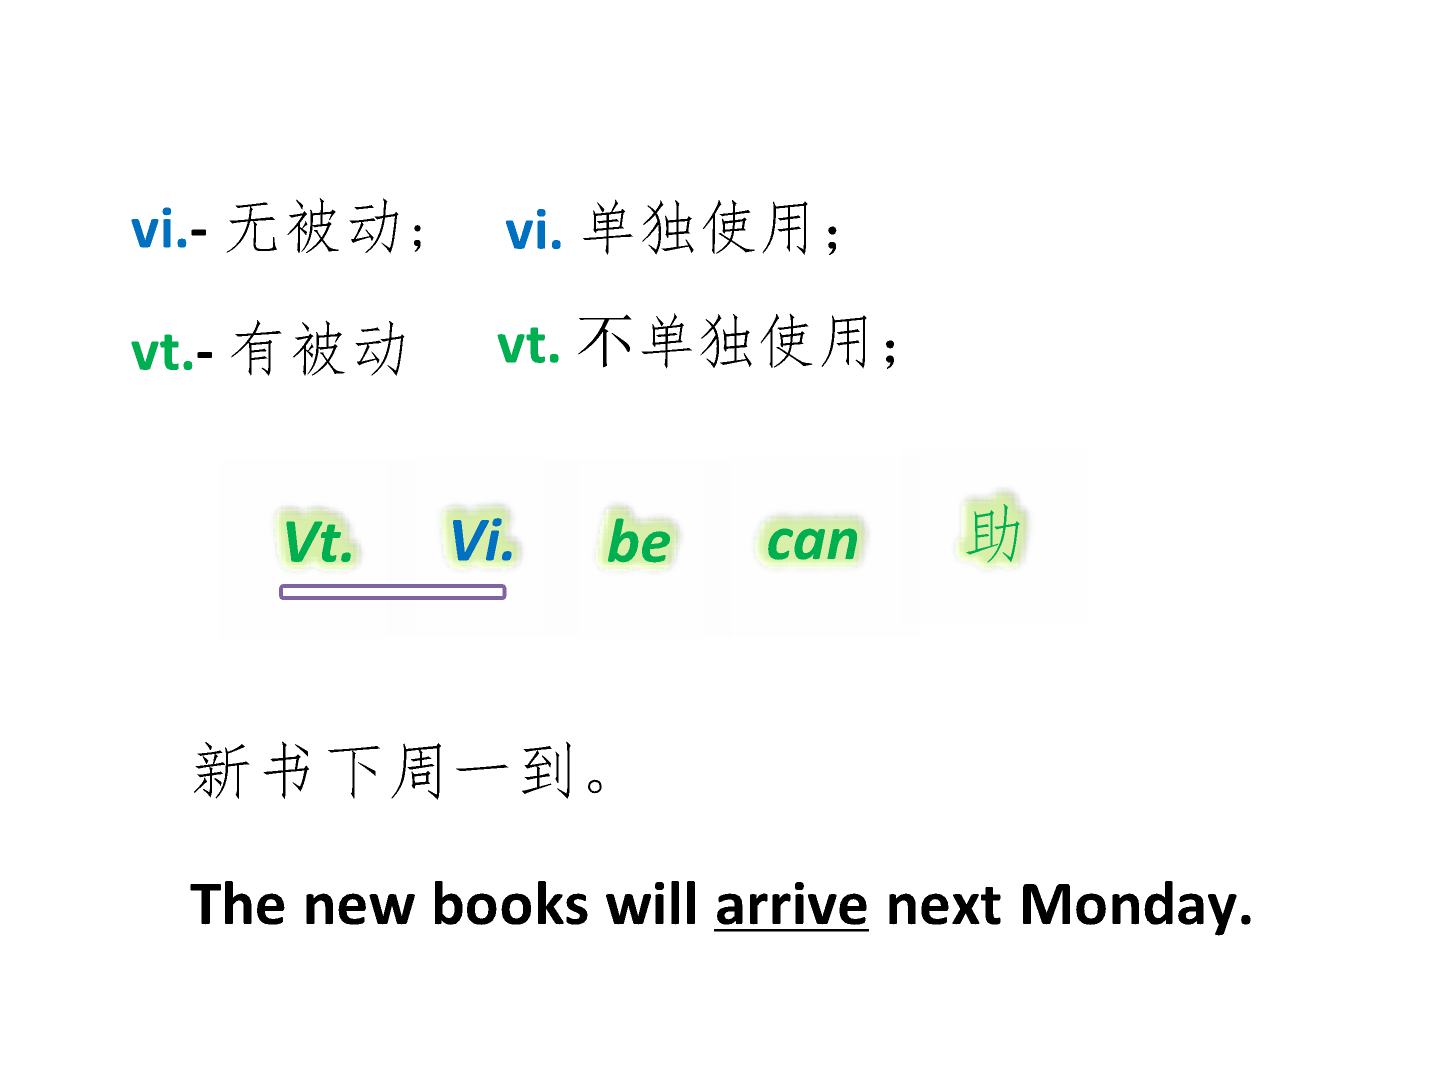 vi.- 无被动； vi. 单独使用；
vt.- 有被动 vt. 不单独使用；
Vt. Vi. be can 助
新书下周一到。
The new books will arrive next Monday.